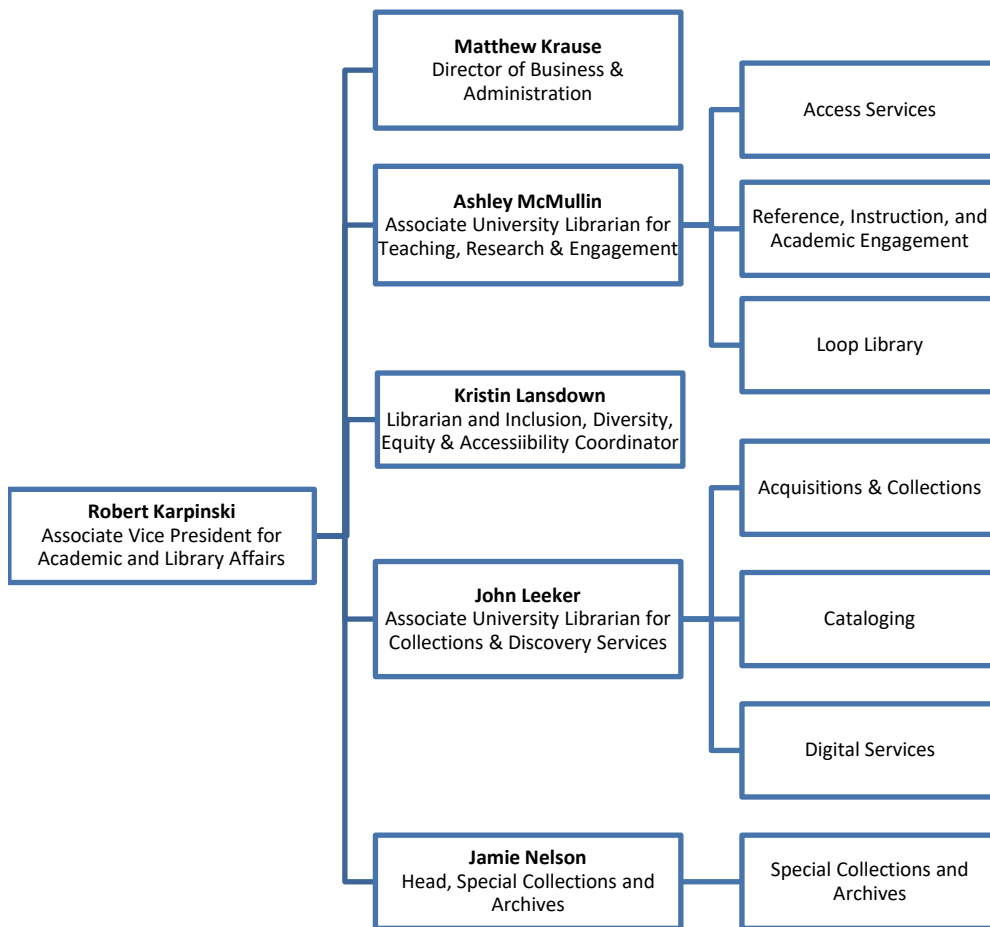 Matthew Krause
Director of Business &
Administration
Access Services
Ashley McMullin
Associate University Librarian for
Teaching, Research & Engagement
Reference, Instruction, and
Academic Engagement
Loop Library
Kristin Lansdown
Librarian and Inclusion, Diversity,
Equity & Accessiibility Coordinator
Acquisitions & Collections
Robert Karpinski
Associate Vice President for
Academic and Library Affairs
John Leeker
Associate University Librarian for
Collections & Discovery Services
Cataloging
Digital Services
Jamie Nelson
Head, Special Collections and
Archives
Special Collections and
Archives